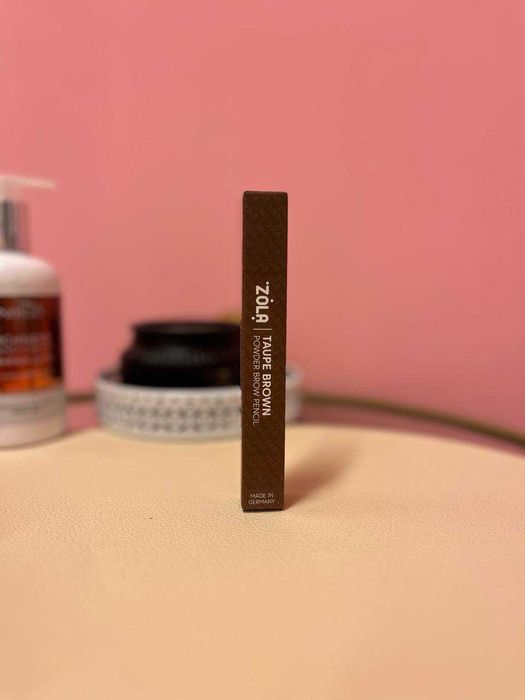 ZOLA
TAUPE BROWN
POWDER BROW PENCIL
MADE IN
GERMANY